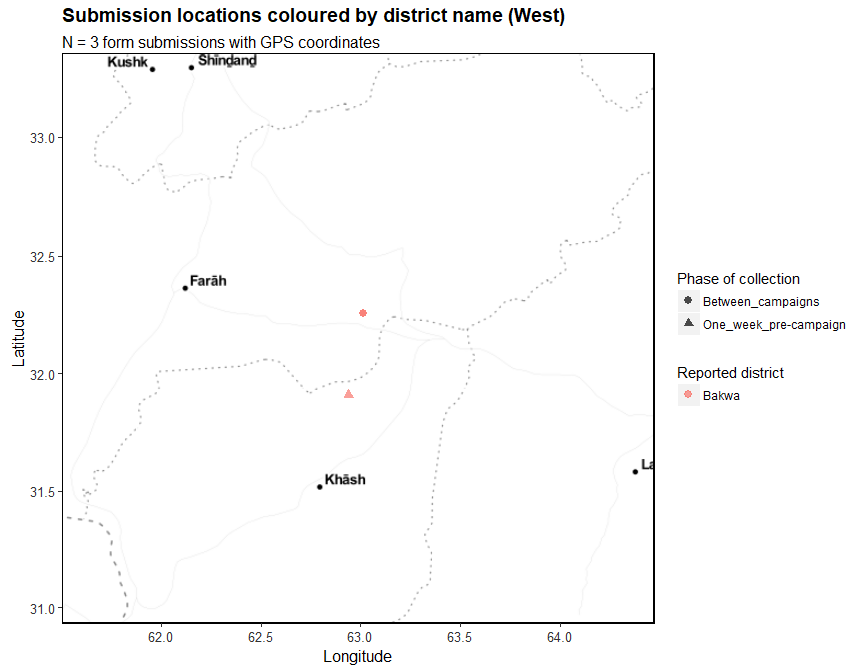 Submission locations coloured by district name (West)
N = 3 form submissions with GPS coordinates
Kushk
Shīnḏanḏ
33.0
32.5
Farāh
32.0
31.5
Khāsh
La
31.0
62.0
62.5
63.0
63.5
64.0
Longitude
Latitude
Phase of collection
Between_campaigns
One_week_pre-campaign
Reported district
Bakwa